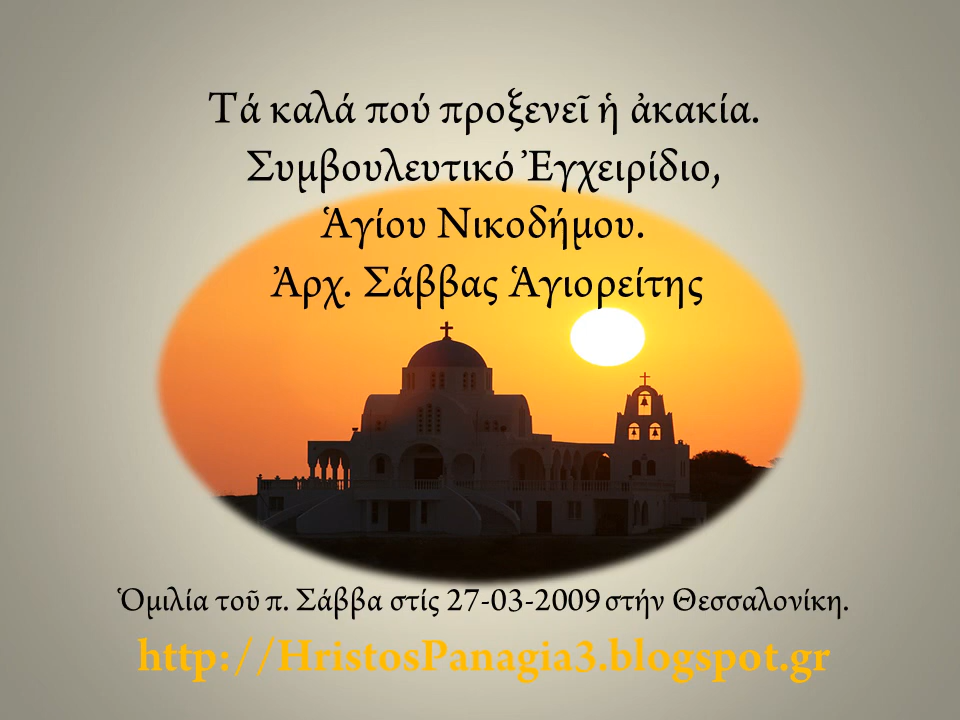 Τά καλά πού προξενεῖ ἡ ἀκακία.
Συμβουλευτικό Ἐγχειρίδιο,
Ἁγίου Νικοδήμου.
Ἀρχ. Σάββας Ἁγιορείτης
Ὁμιλία τοῦ π. Σάββα στίς 27-03-2009 στήν Θεσσαλονίκη.
http://HristosPanagia3.blogspot.gr